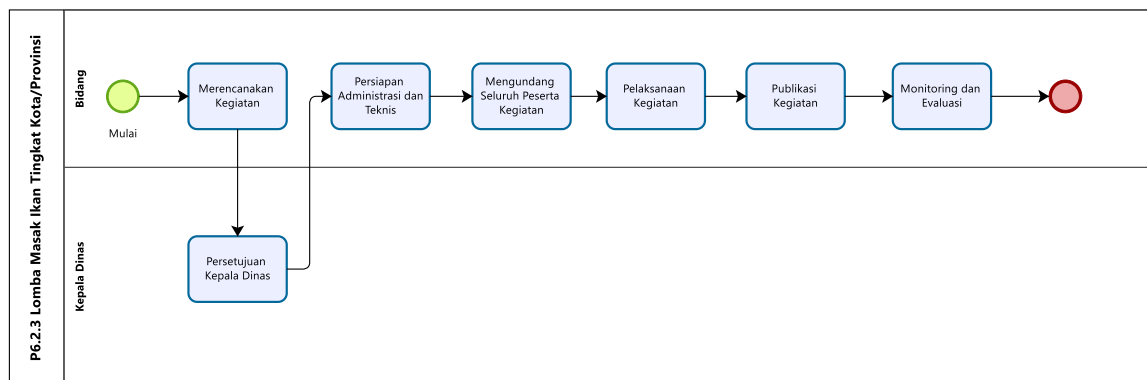 P6.2.3 Lomba Masak Ikan Tingkat Kota/Provinsi
Bidang
Mulai
Merencanakan
Kegiatan
Persiapan
Administrasi dan
Teknis
Mengundang
Seluruh Peserta
Kegiatan
Pelaksanaan
Kegiatan
Publikasi
Kegiatan
Monitoring dan
Evaluasi
Kepala Dinas
Persetujuan
Kepala Dinas